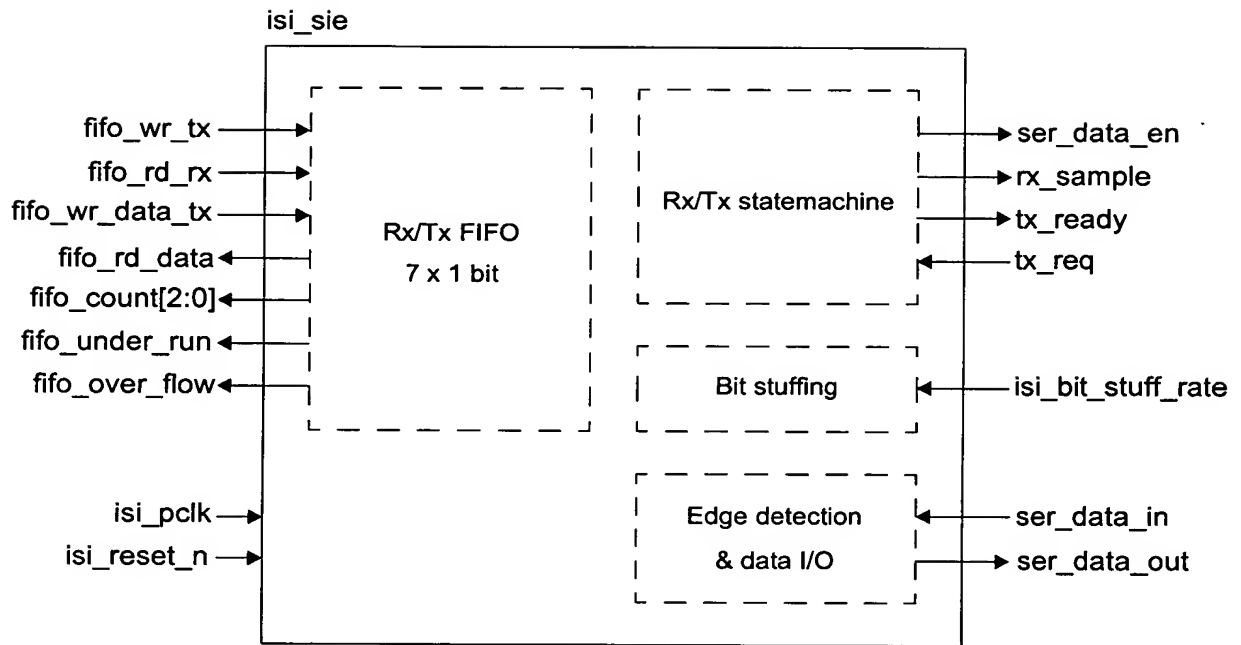 isi_sie
fifo_wr_tx
fifo_rd_rx
fifo_wr_data_tx
fifo_rd_data
fifo_count[2:0]
fifo_under_run
fifo_over_flow
Rx/Tx FIFO
7 x 1 bit
Rx/Tx statemachine
ser_data_en
rx_sample
tx_ready
tx_req
Bit stuffing
isi_bit_stuff_rate
isi_pclk
isi_reset_n
Edge detection
& data I/O
ser_data_in
ser_data_out